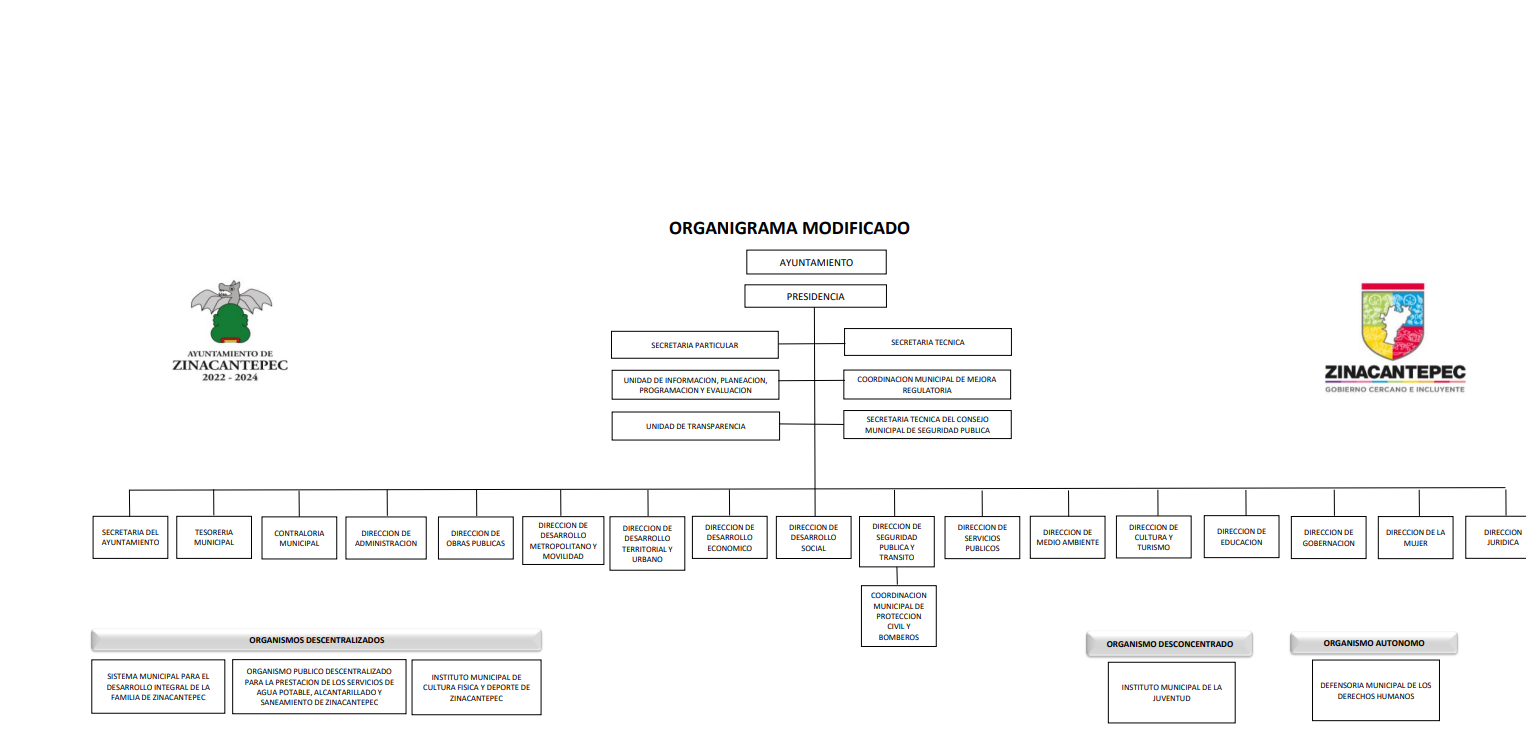 ORGANIGRAMA MODIFICADO
AYUNTAMIENTO
PRESIDENCIA
AYUNTAMIENTO DE
ZINACANTEPEC
2022 - 2024
ZINACANTEPEC
GOBIERNO CERCANO E INCLUYENTE
SECRETARIA PARTICULAR
SECRETARIA TECNICA
UNIDAD DE INFORMACION, PLANEACION,
PROGRAMACION Y EVALUACION
COORDINACION MUNICIPAL DE MEJORA
REGULATORIA
UNIDAD DE TRANSPARENCIA
SECRETARIA TECNICA DEL CONSEJO
MUNICIPAL DE SEGURIDAD PUBLICA
SECRETARIA DEL
AYUNTAMIENTO
TESORERIA
MUNICIPAL
CONTRALORIA
MUNICIPAL
DIRECCION DE
ADMINISTRACION
DIRECCION DE
OBRAS PUBLICAS
DIRECCION DE
DESARROLLO
METROPOLITANO Y
MOVILIDAD
DIRECCION DE
DESARROLLO
TERRITORIAL Y
URBANO
DIRECCION DE
DESARROLLO
ECONOMICO
DIRECCION DE
DESARROLLO
SOCIAL
DIRECCION DE
SEGURIDAD
PUBLICA Y
TRANSITO
DIRECCION DE
SERVICIOS
PUBLICOS
DIRECCION DE
MEDIO AMBIENTE
DIRECCION DE
CULTURA Y
TURISMO
DIRECCION DE
EDUCACION
DIRECCION DE
GOBERNACION
DIRECCION DE LA
MUJER
DIRECCION
JURIDICA
COORDINACION
MUNICIPAL DE
PROTECCION
CIVIL Y
BOMBEROS
ORGANISMOS DESCENTRALIZADOS
SISTEMA MUNICIPAL PARA EL
DESARROLLO INTEGRAL DE LA
FAMILIA DE ZINACANTEPEC
ORGANISMO PUBLICO DESCENTRALIZADO
PARA LA PRESTACION DE LOS SERVICIOS DE
AGUA POTABLE, ALCANTARILLADO Y
SANEAMIENTO DE ZINACANTEPEC
INSTITUTO MUNICIPAL DE
CULTURA FISICA Y DEPORTE DE
ZINACANTEPEC
ORGANISMO DESCONCENTRADO
INSTITUTO MUNICIPAL DE LA
JUVENTUD
ORGANISMO AUTONOMO
DEFENSORIA MUNICIPAL DE LOS
DERECHOS HUMANOS